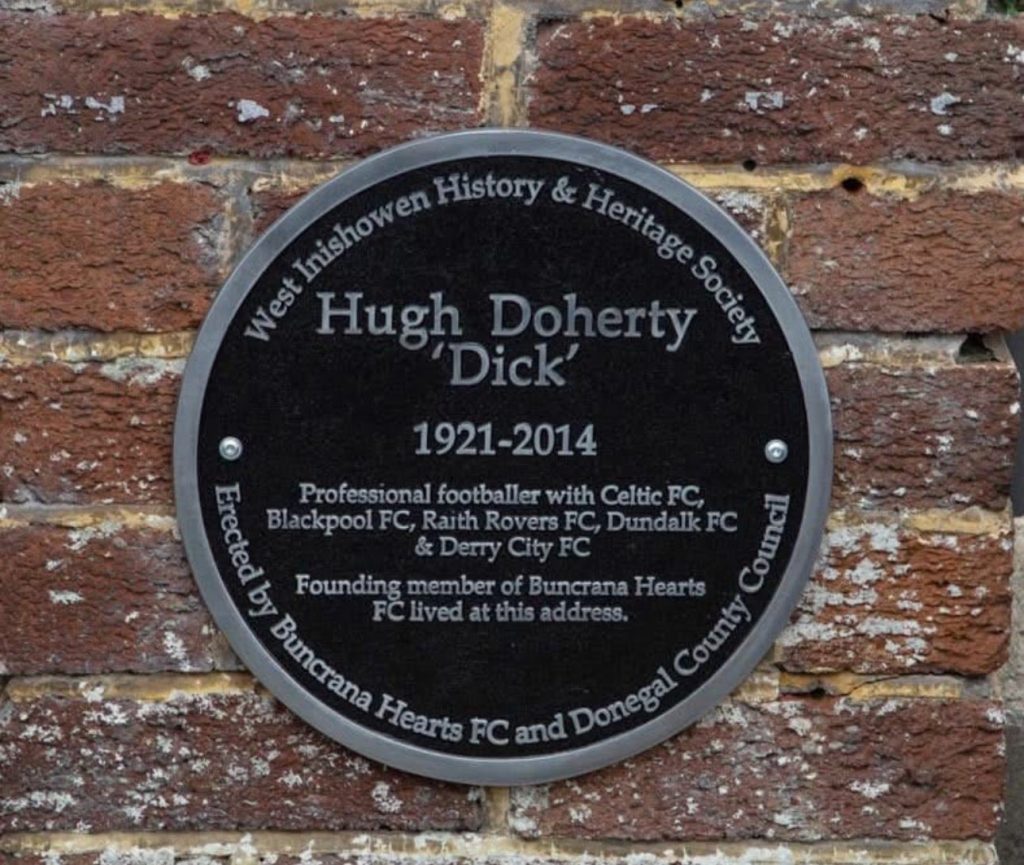 West Inishowen History & Heritage Society
Hugh Doherty
'Dick'
1921-2014
Professional footballer with Celtic FC,
Blackpool FC, Raith Rovers FC, Dundalk FC
& Derry City FC
Founding member of Buncrana Hearts
FC lived at this address.
Erected by Buncrana Hearts FC and Donegal County Council